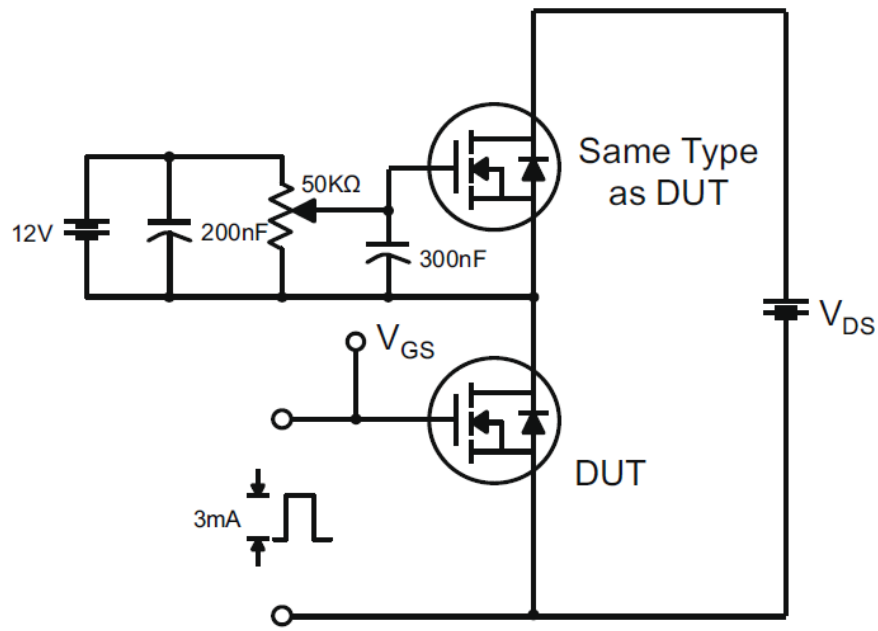 Same Type
as DUT
50KΩ
12V
200nF
300nF
VDS
VGS
DUT
3mA